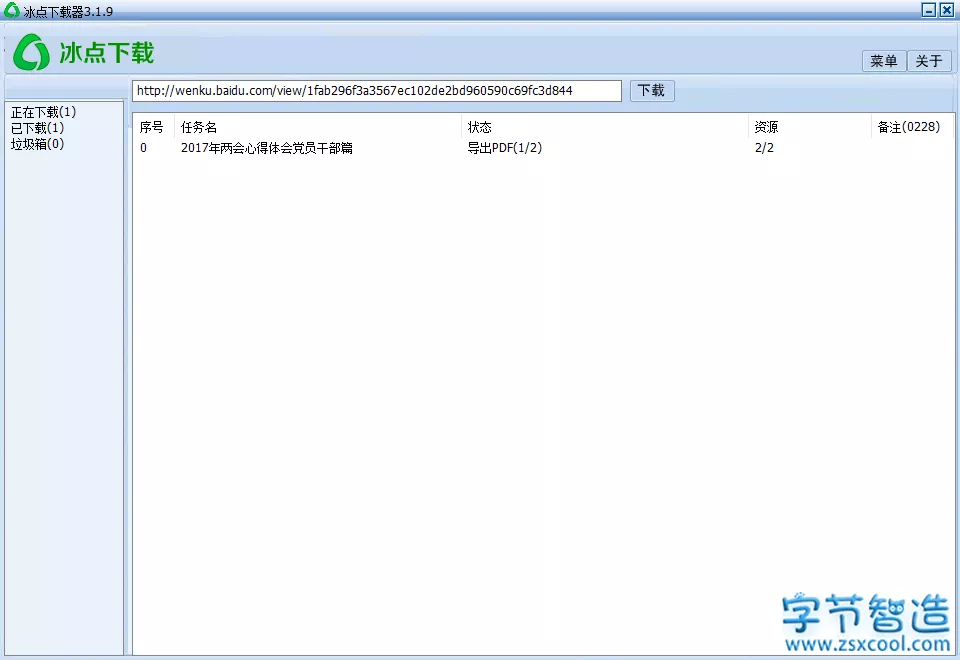 冰点下载器3.1.9
冰点下载
菜单 关于
http://wenku.baidu.com/view/1fab296f3a3567ec102de2bd960590c69fc3d844 下载
正在下载(1)
已下载(1)
垃圾箱(0)
序号 任务名 状态 资源 备注(0228)
0 2017年两会心得体会党员干部篇 导出PDF(1/2) 2/2
字节智造
www.zsxcool.com